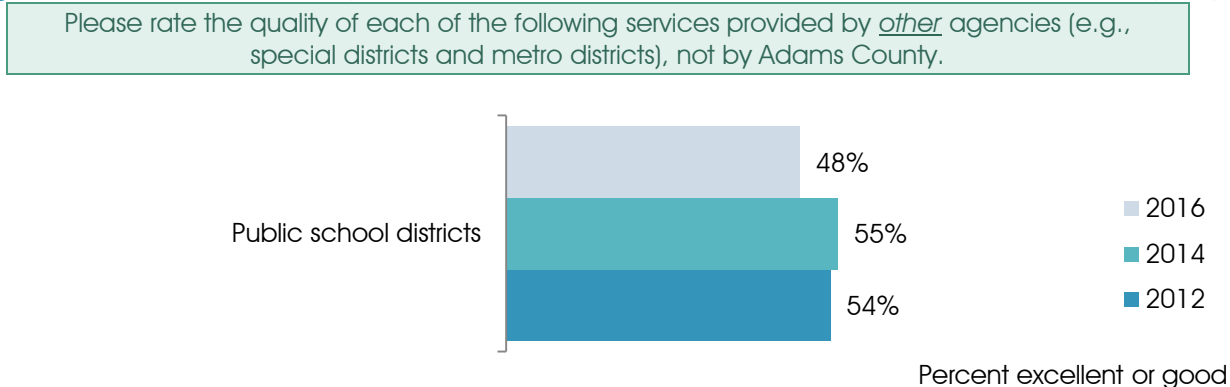 Please rate the quality of each of the following services provided by other agencies (e.g.,
special districts and metro districts), not by Adams County.
48%
Public school districts
55%
54%
2016
2014
2012
Percent excellent or good